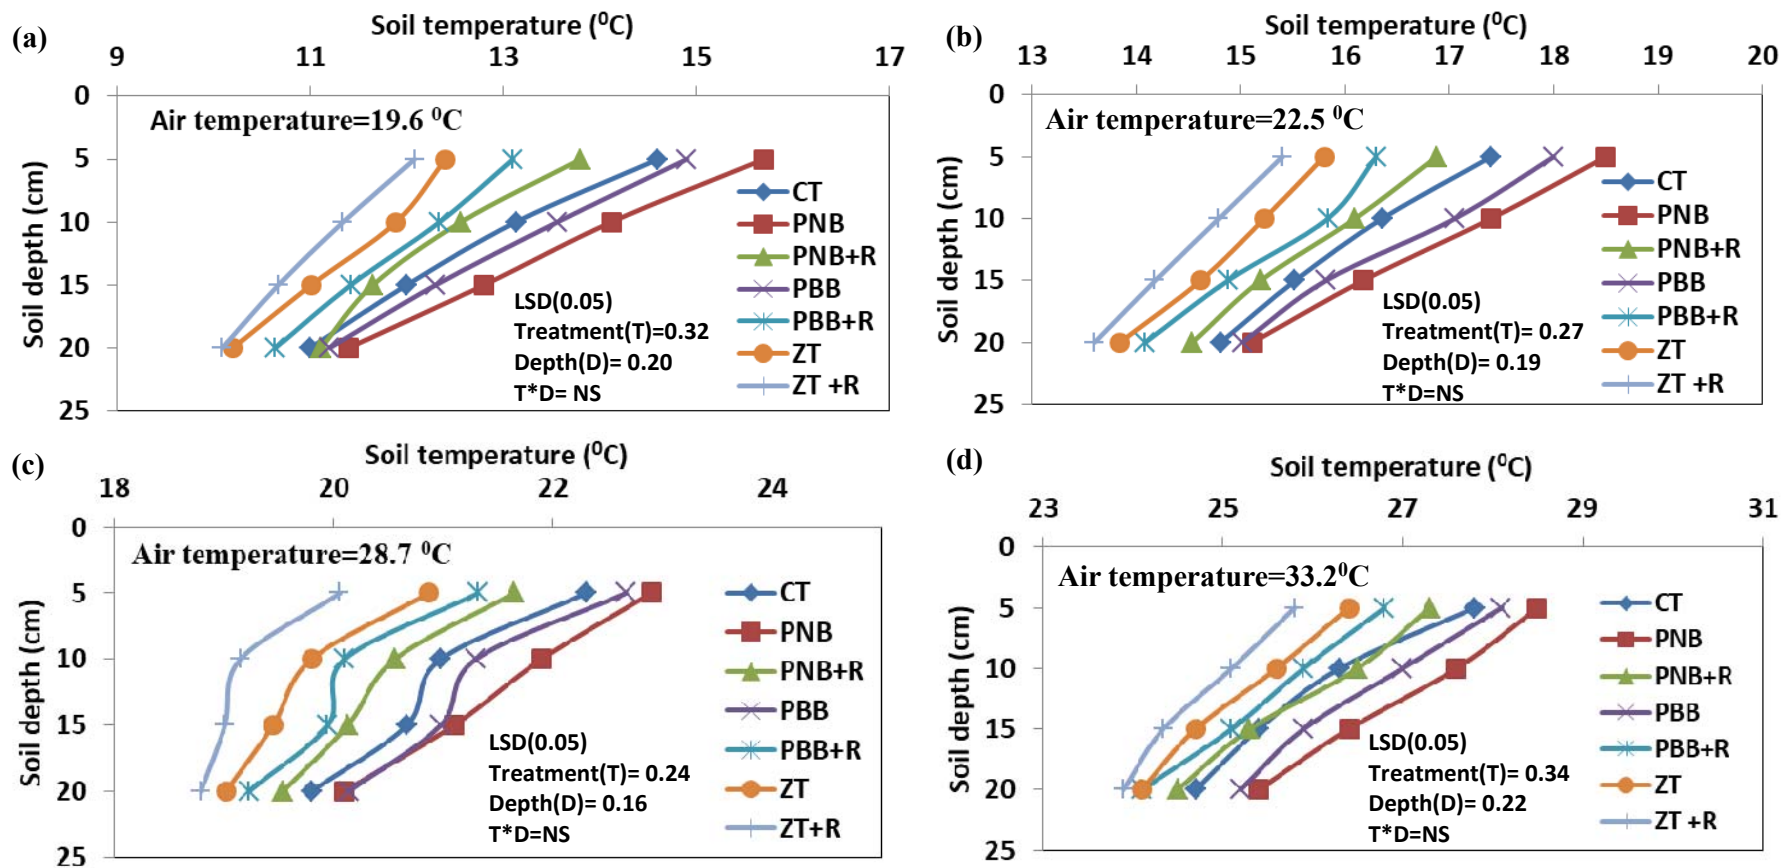 (a)
Soil temperature (⁰C)
9 11 13 15 17
0
5
10
15
20
25
Soil depth (cm)
Air temperature=19.6 ⁰C
CT
PNB
PNB+R
PBB
PBB+R
ZT
ZT +R
LSD(0.05)
Treatment(T)=0.32
Depth(D)= 0.20
T*D= NS
(b)
Soil temperature (⁰C)
13 14 15 16 17 18 19 20
0
5
10
15
20
25
Soil depth (cm)
Air temperature=22.5 ⁰C
CT
PNB
PNB+R
PBB
PBB+R
ZT
ZT +R
LSD(0.05)
Treatment(T)= 0.27
Depth(D)= 0.19
T*D=NS
(c)
Soil temperature (⁰C)
18 20 22 24
0
5
10
15
20
25
Soil depth (cm)
Air temperature=28.7 ⁰C
CT
PNB
PNB+R
PBB
PBB+R
ZT
ZT+R
LSD(0.05)
Treatment(T)= 0.24
Depth(D)= 0.16
T*D=NS
(d)
Soil temperature (⁰C)
23 25 27 29 31
0
5
10
15
20
25
Soil depth (cm)
Air temperature=33.2⁰C
CT
PNB
PNB+R
PBB
PBB+R
ZT
ZT +R
LSD(0.05)
Treatment(T)= 0.34
Depth(D)= 0.22
T*D=NS